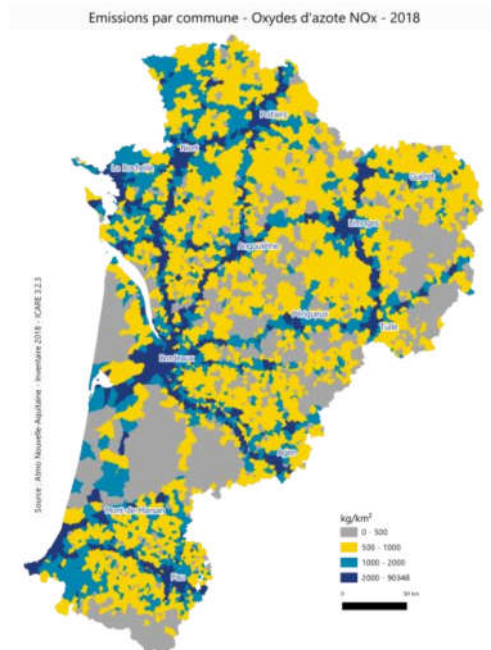 Emissions par commune - Oxydes d'azote NOx - 2018
Poitiers
Niort
La Rochelle
Guéret
Limoges
Angoulême
Périgueux
Tulle
Bordeaux
Agen
Mont-de-Marsan
Pau
Source : Atmo Nouvelle-Aquitaine - Inventaire 2018 - ICARE 3.2.3
kg/km²
0 - 500
500 - 1000
1000 - 2000
2000 - 90348
0 50 km